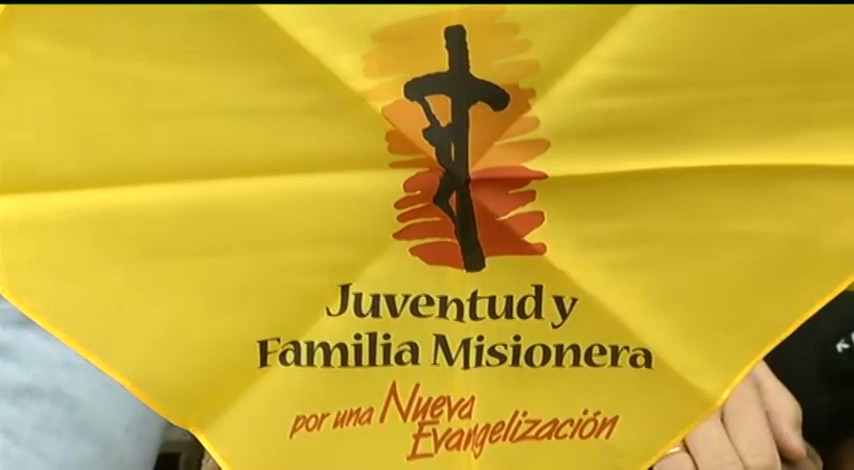 Juventud y
Familia Misionera
por una Nueva
Evangelización